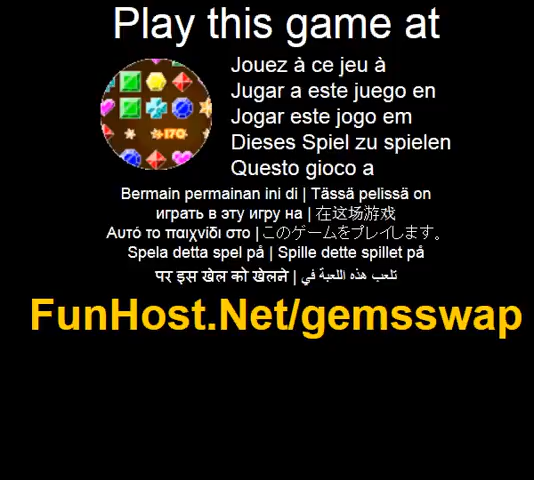 Play this game at
Jouez à ce jeu à
Jugar a este juego en
Jogar este jogo em
Dieses Spiel zu spielen
Questo gioco a
Bermain permainan ini di | Tässä pelissä on
играть в эту игру на | 在这场游戏
Αυτό το παιχνίδι στο | このゲームをプレイします。
Spela detta spel på | Spille dette spillet på
पर इस खेल को खेलने | تلعب هذه اللعبة في
FunHost.Net/gemsswap
+170